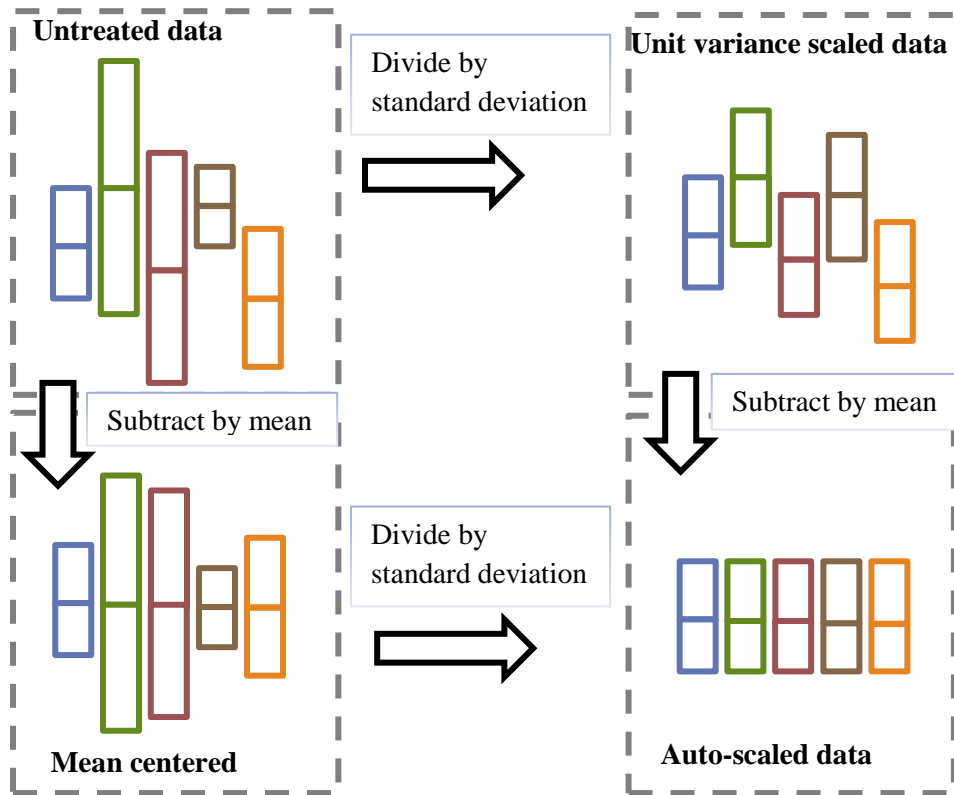 Untreated data
Divide by
standard deviation
Unit variance scaled data
Subtract by mean
Subtract by mean
Divide by
standard deviation
Mean centered
Auto-scaled data